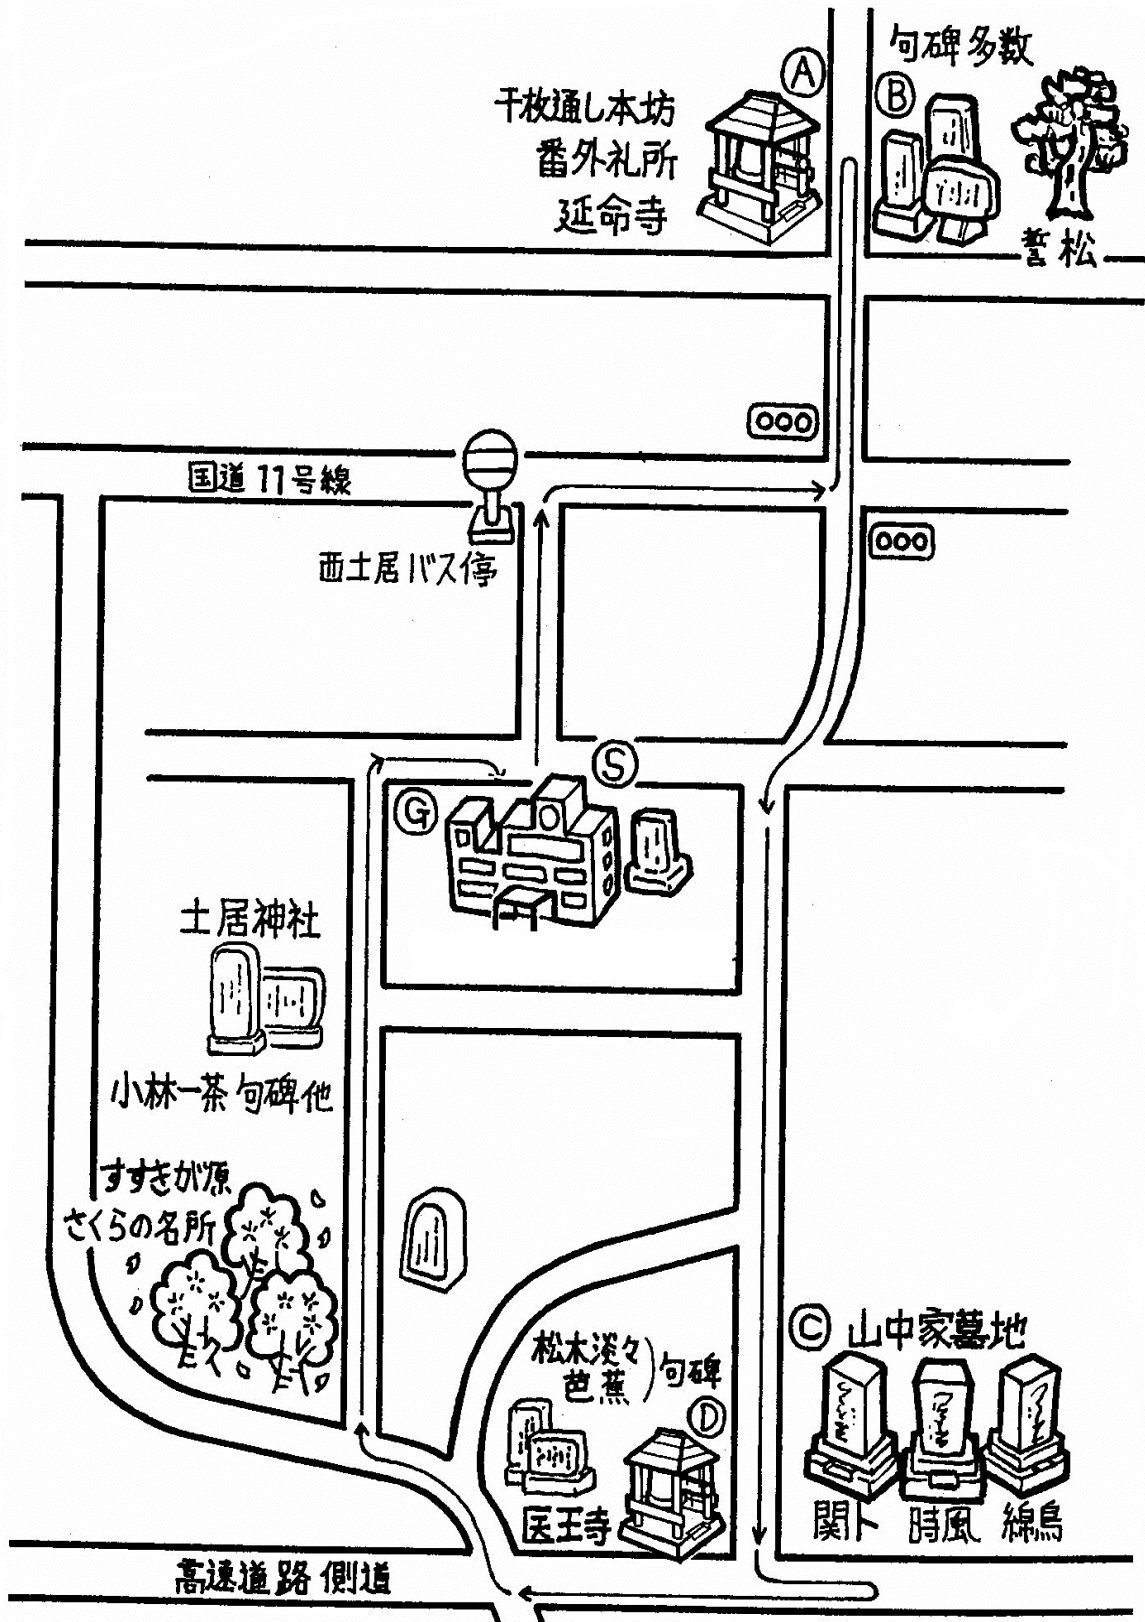 句碑多数
Ⓐ
Ⓑ
千枚通し本坊
番外札所
延命寺
誓松
国道11号線
西土居バス停
Ⓢ
Ⓖ
土居神社
小林一茶句碑他
すすきが原
さくらの名所
Ⓒ 山中家墓地
松木淡々
芭蕉
句碑
Ⓓ
医王寺
関卜 時風 綿鳥
高速道路側道